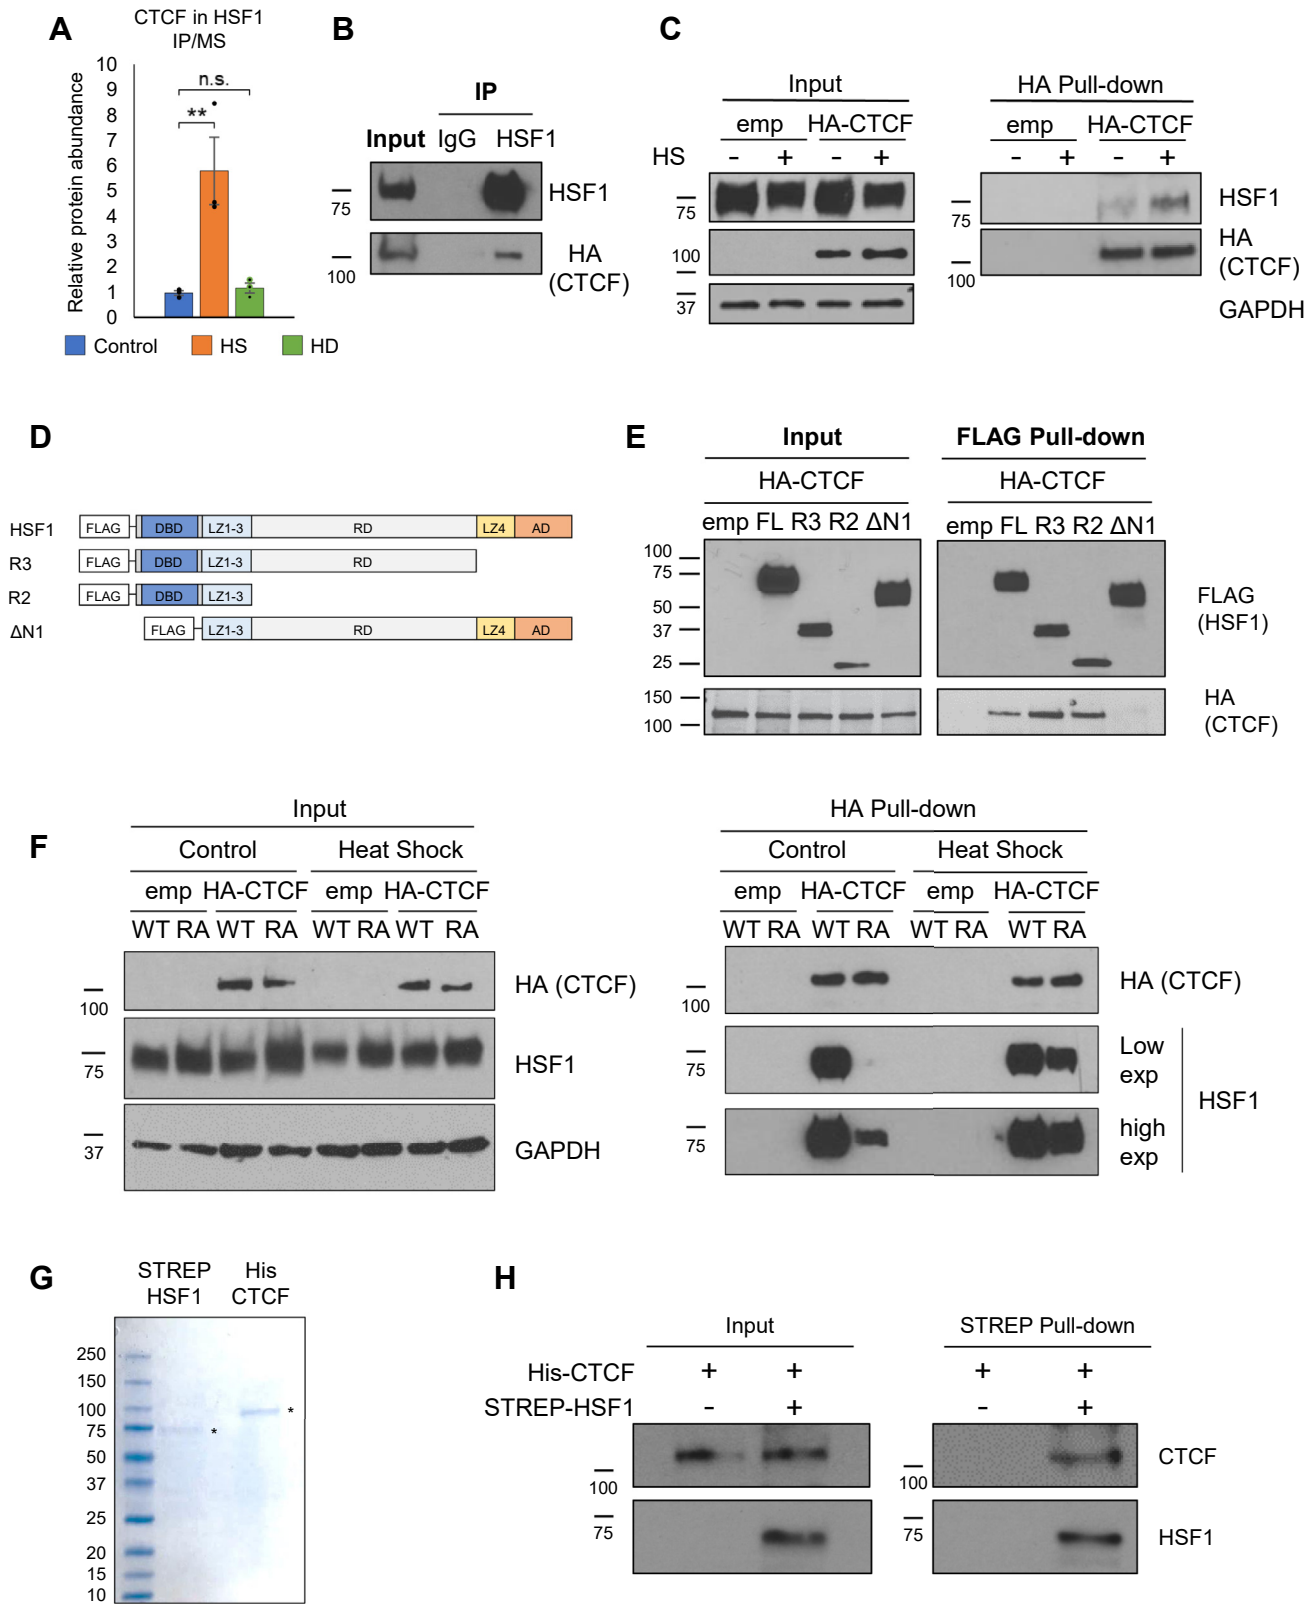 A
CTCF in HSF1
IP/MS
Relative protein abundance
10
9
8
7
6
5
4
3
2
1
0
n.s.
**
Control HS HD
B
IP
Input IgG HSF1
75
HSF1
100
HA
(CTCF)
C
Input
HA Pull-down
emp HA-CTCF
emp HA-CTCF
HS - + - +
- + - +
75
75
HSF1
100
100
HA
(CTCF)
37
GAPDH
D
HSF1 FLAG DBD LZ1-3 RD LZ4 AD
R3 FLAG DBD LZ1-3 RD
R2 FLAG DBD LZ1-3
ΔN1 FLAG LZ1-3 RD LZ4 AD
E
Input
FLAG Pull-down
HA-CTCF
HA-CTCF
emp FL R3 R2 ΔN1
emp FL R3 R2 ΔN1
100
75
50
37
25
FLAG
(HSF1)
150
100
HA
(CTCF)
F
Input
Control Heat Shock
emp HA-CTCF emp HA-CTCF
WT RA WT RA WT RA WT RA
100
HA (CTCF)
75
HSF1
37
GAPDH
HA Pull-down
Control Heat Shock
emp HA-CTCF emp HA-CTCF
WT RA WT RA WT RA WT RA
100
HA (CTCF)
75
Low
exp
75
high
exp
HSF1
G
STREP
HSF1
His
CTCF
250
150
100
75
50
37
25
20
15
10
*
*
H
Input
STREP Pull-down
His-CTCF + +
+ +
STREP-HSF1 - +
- +
100
100
CTCF
75
75
HSF1